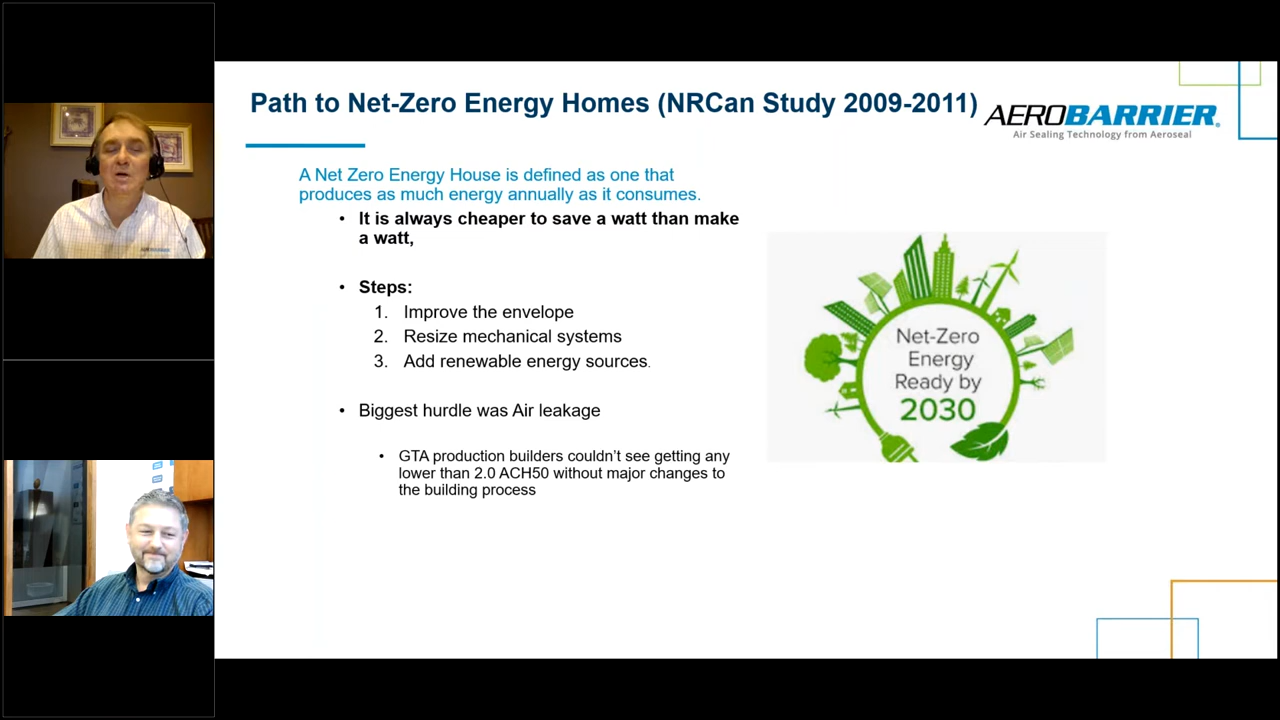 Path to Net-Zero Energy Homes (NRCan Study 2009-2011)
AEROBARRIER®
Air Sealing Technology from Aeroseal
A Net Zero Energy House is defined as one that
produces as much energy annually as it consumes.
• It is always cheaper to save a watt than make
a watt,
• Steps:
1. Improve the envelope
2. Resize mechanical systems
3. Add renewable energy sources.
• Biggest hurdle was Air leakage
• GTA production builders couldn't see getting any
lower than 2.0 ACH50 without major changes to
the building process
Net-Zero
Energy
Ready by
2030